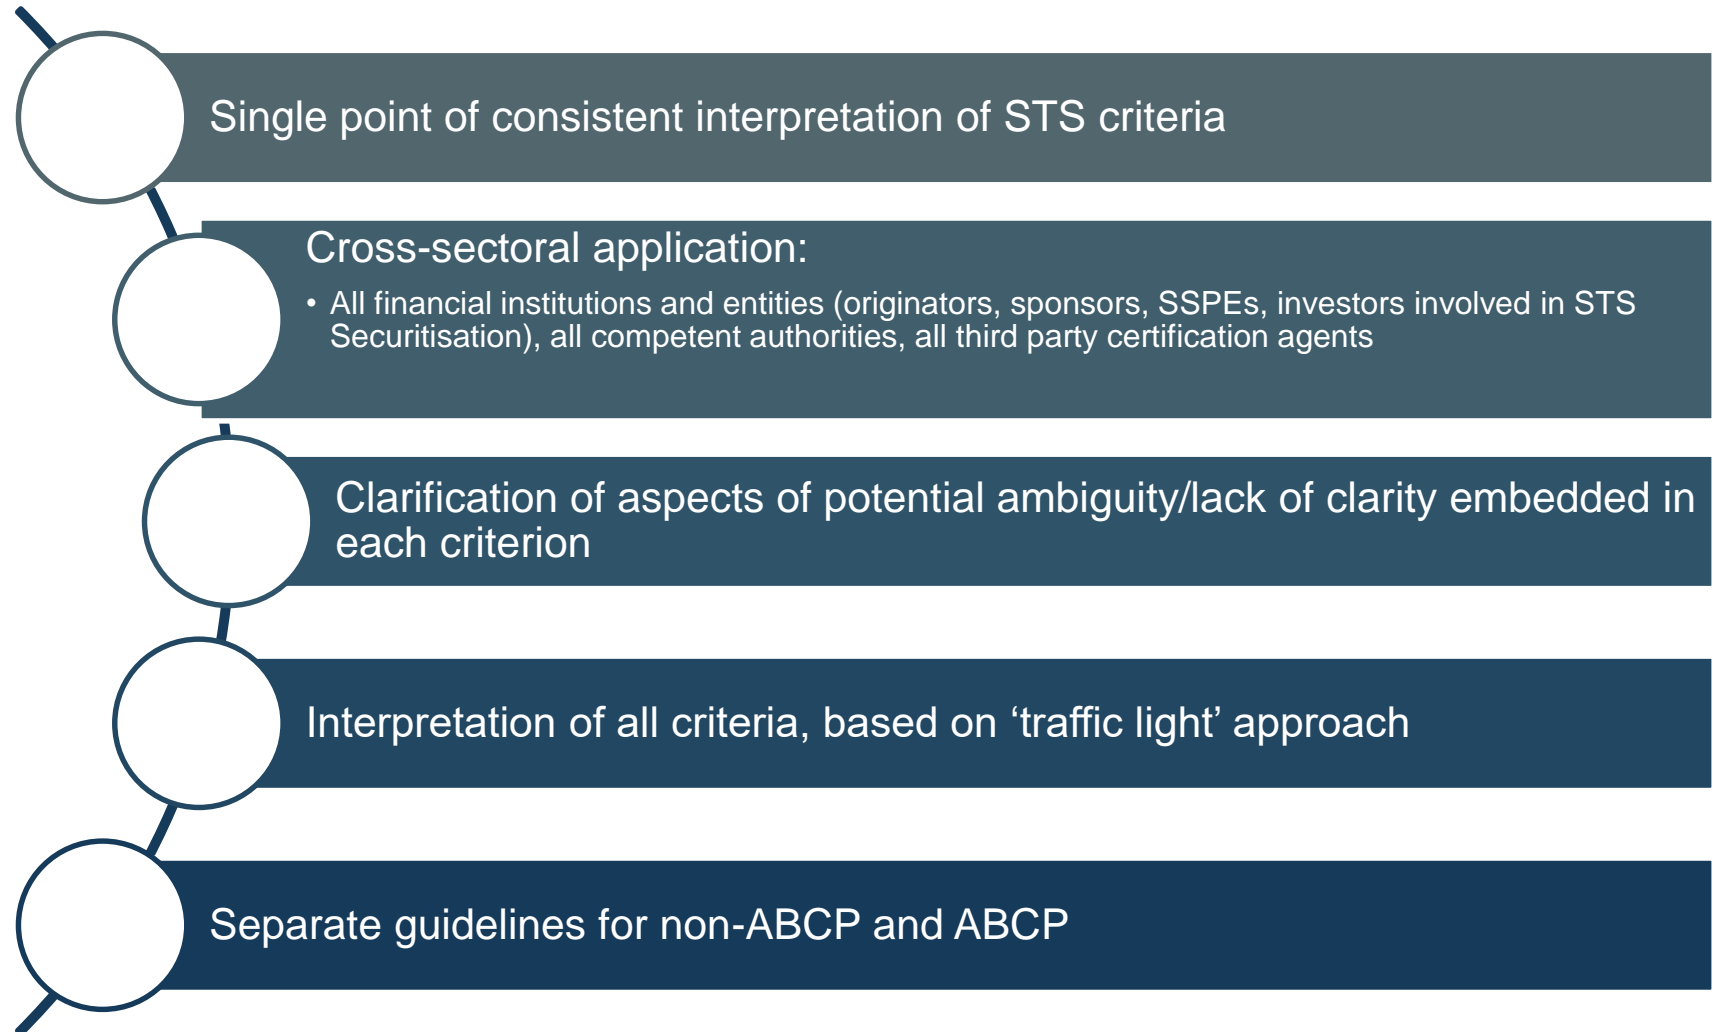 Single point of consistent interpretation of STS criteria
Cross-sectoral application:
• All financial institutions and entities (originators, sponsors, SSPEs, investors involved in STS
Securitisation), all competent authorities, all third party certification agents
Clarification of aspects of potential ambiguity/lack of clarity embedded in
each criterion
Interpretation of all criteria, based on ‘traffic light’ approach
Separate guidelines for non-ABCP and ABCP